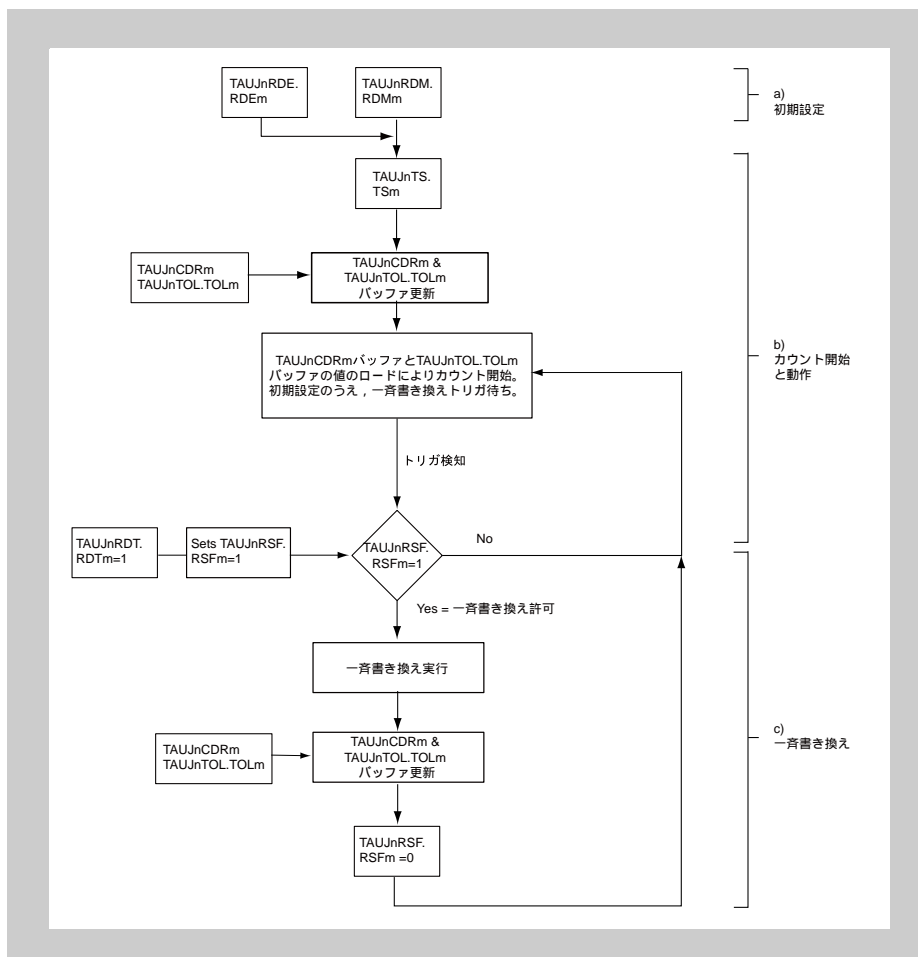 TAUJnRDE.
RDEm
TAUJnRDM.
RDMm
a)
初期設定
TAUJnTS.
TSm
TAUJnCDRm
TAUJnTOL.TOLm
TAUJnCDRm &
TAUJnTOL.TOLm
バッファ更新
TAUJnCDRmバッファとTAUJnTOL.TOLm
バッファの値のロードによりカウント開始。
初期設定のうえ , 一斉書き換えトリガ待ち。
b)
カウント開始
と動作
トリガ検知
TAUJnRDT.
RDTm=1
Sets TAUJnRSF.
RSFm=1
TAUJnRSF.
RSFm=1
No
Yes = 一斉書き換え許可
一斉書き換え実行
c)
一斉書き換え
TAUJnCDRm
TAUJnTOL.TOLm
TAUJnCDRm &
TAUJnTOL.TOLm
バッファ更新
TAUJnRSF.
RSFm =0